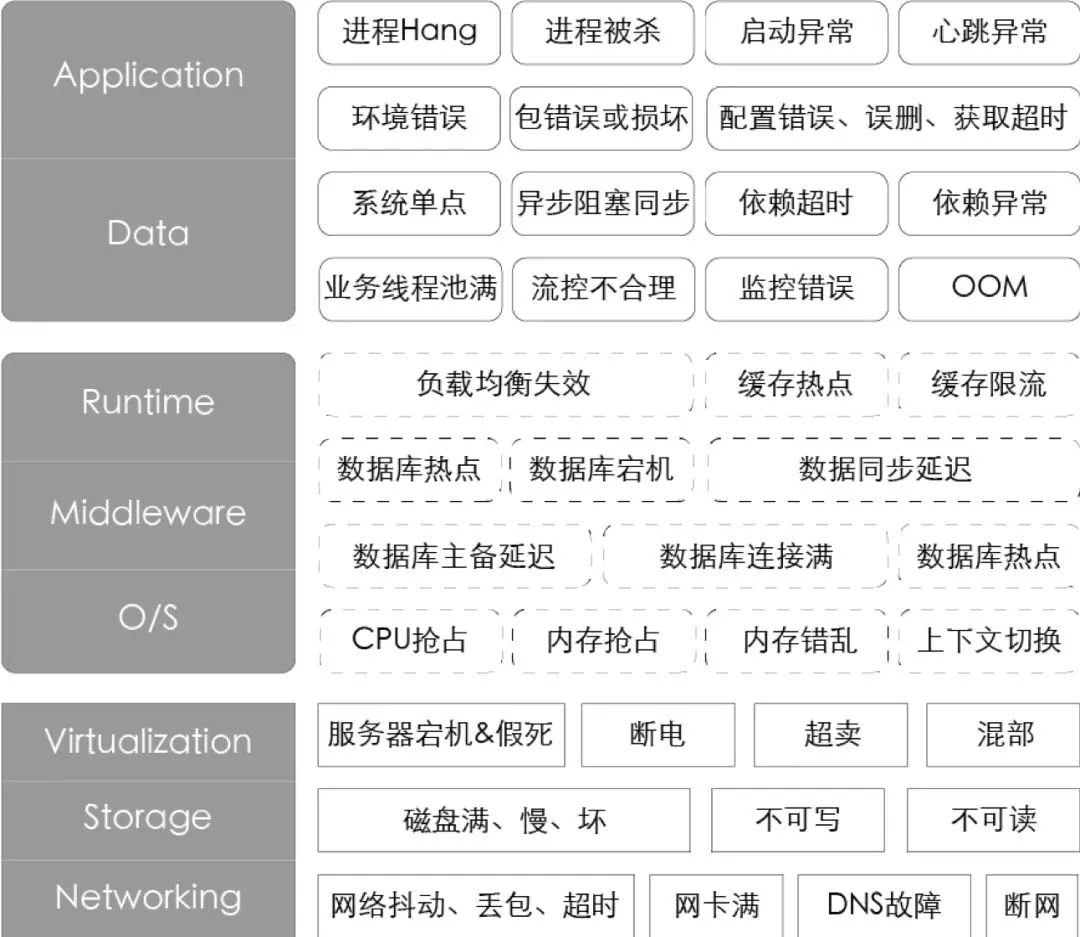 Application
进程Hang 进程被杀 启动异常 心跳异常
环境错误 包错误或损坏 配置错误、误删、获取超时
Data
系统单点 异步阻塞同步 依赖超时 依赖异常
业务线程池满 流控不合理 监控错误 OOM
Runtime
负载均衡失效 缓存热点 缓存限流
Middleware
数据库热点 数据库宕机 数据同步延迟
数据库主备延迟 数据库连接满 数据库热点
O/S
CPU抢占 内存抢占 内存错乱 上下文切换
Virtualization
服务器宕机&假死 断电 超卖 混部
Storage
磁盘满、慢、坏 不可写 不可读
Networking
网络抖动、丢包、超时 网卡满 DNS故障 断网